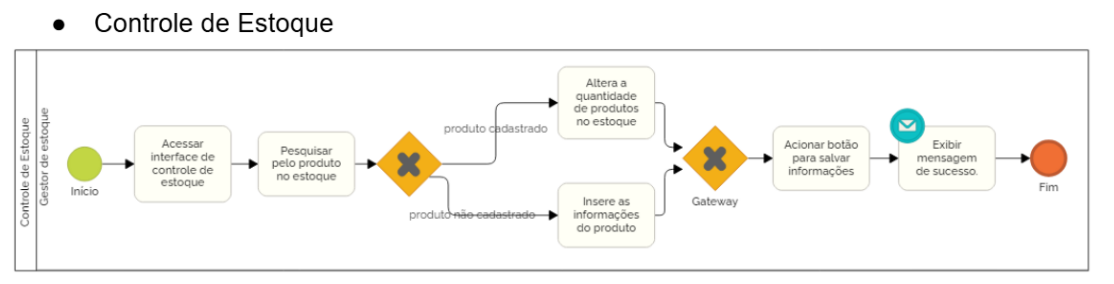 ● Controle de Estoque
Controle de Estoque
Gestor de estoque
Início
Acessar
interface de
controle de
estoque
Pesquisar
pelo produto
no estoque
produto cadastrado
produto não cadastrado
Altera a
quantidade
de produtos
no estoque
Insere as
informações
do produto
Gateway
Acionar botão
para salvar
informações
Exibir
mensagem
de sucesso.
Fim